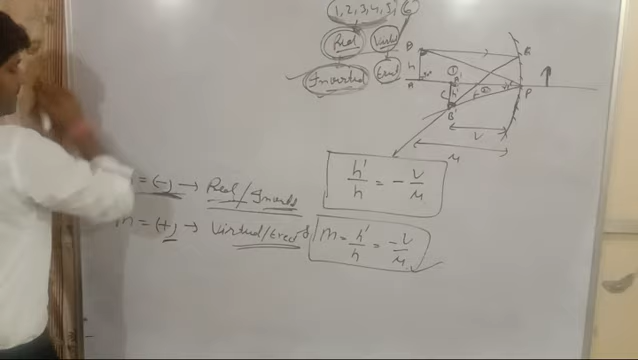 1, 2, 3, 4, 5, 6
Real Virtual
Inverted Erect
B E
h
A A' P
h'
C F
B'
v
u
= (-) → Real/Inverted
m = (+) → Virtual/Erect
h'/h = - v/u
m = h'/h = -v/u